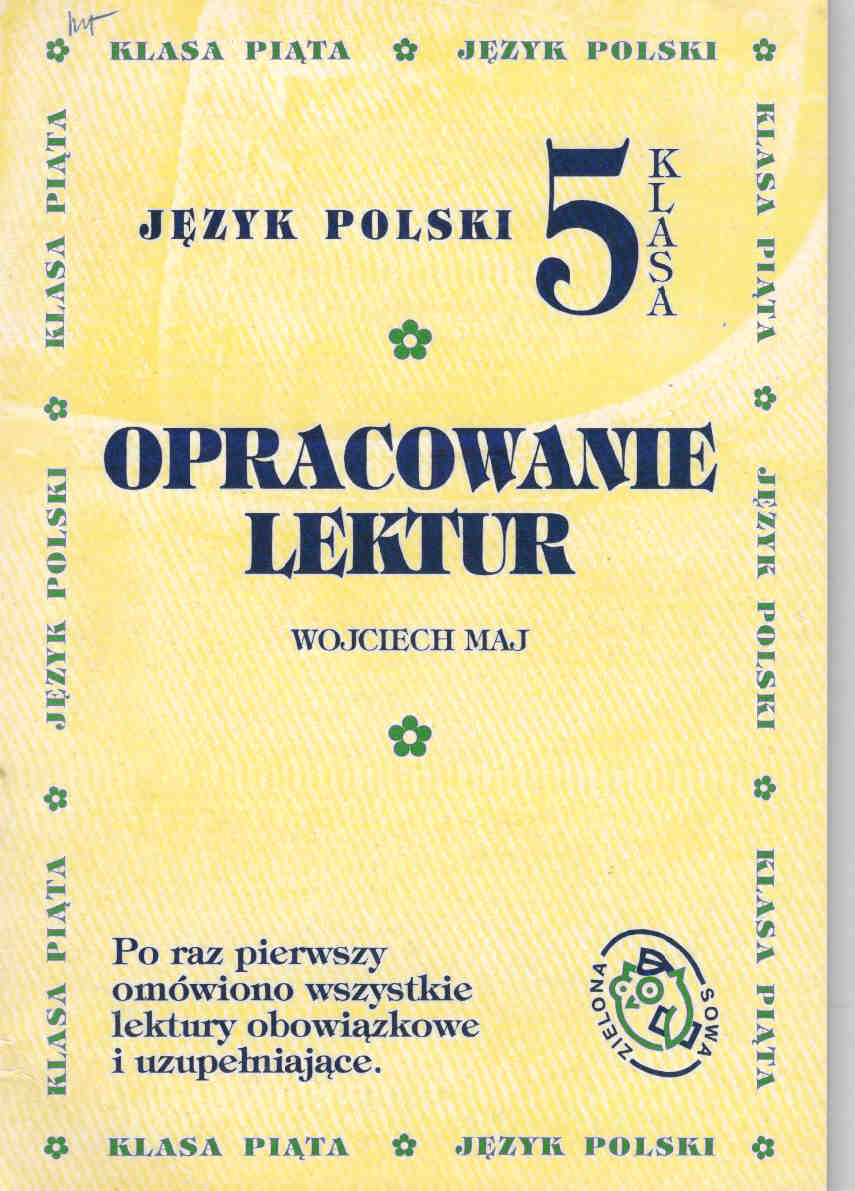 KLASA PIĄTA JĘZYK POLSKI
KLASA PIĄTA
JĘZYK POLSKI
KLASA PIĄTA
KLASA PIĄTA
JĘZYK POLSKI
KLASA PIĄTA
JĘZYK POLSKI 5 KLASA
OPRACOWANIE
LEKTUR
WOJCIECH MAJ
Po raz pierwszy
omówiono wszystkie
lektury obowiązkowe
i uzupełniające.
ZIELONA SOWA
KLASA PIĄTA JĘZYK POLSKI